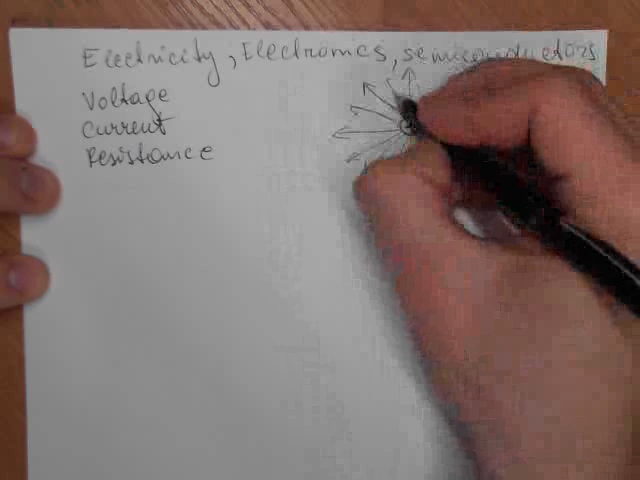 Electricity, Electronics, semiconductors
Voltage
Current
Resistance